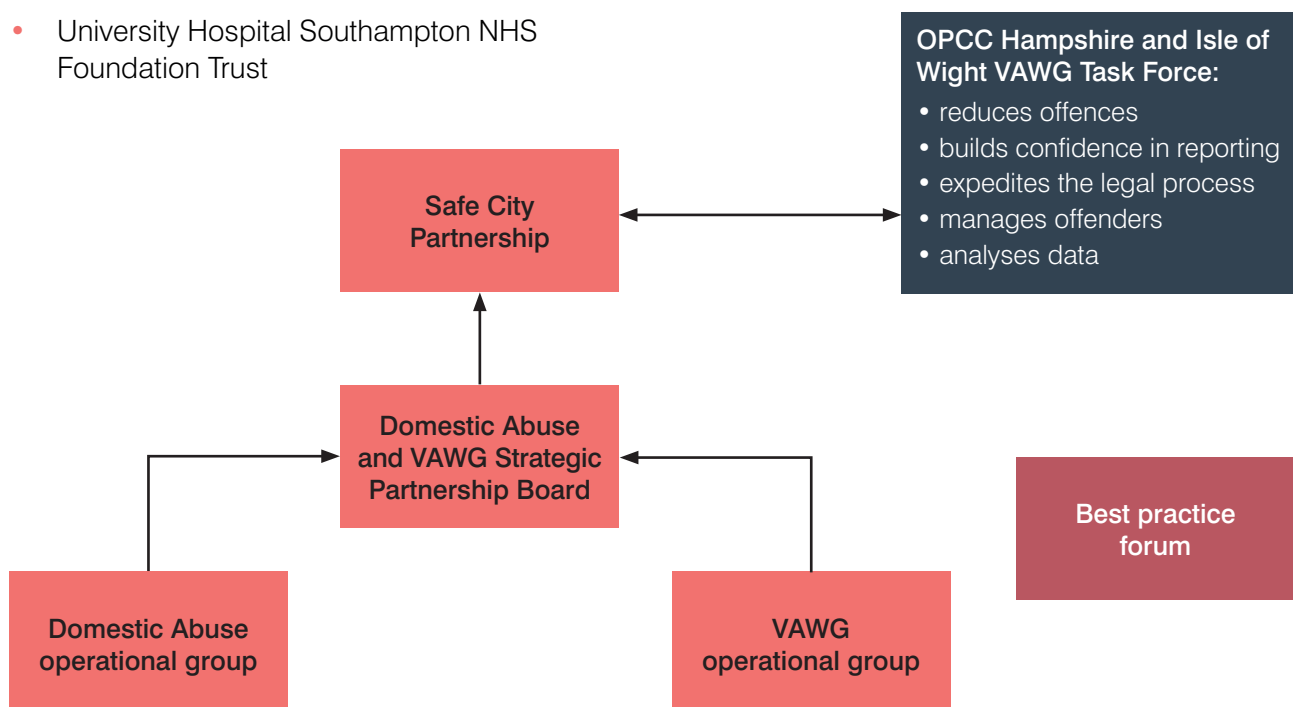 • University Hospital Southampton NHS
Foundation Trust
OPCC Hampshire and Isle of
Wight VAWG Task Force:
• reduces offences
• builds confidence in reporting
• expedites the legal process
• manages offenders
• analyses data
Safe City
Partnership
Domestic Abuse
and VAWG Strategic
Partnership Board
Best practice
forum
Domestic Abuse
operational group
VAWG
operational group